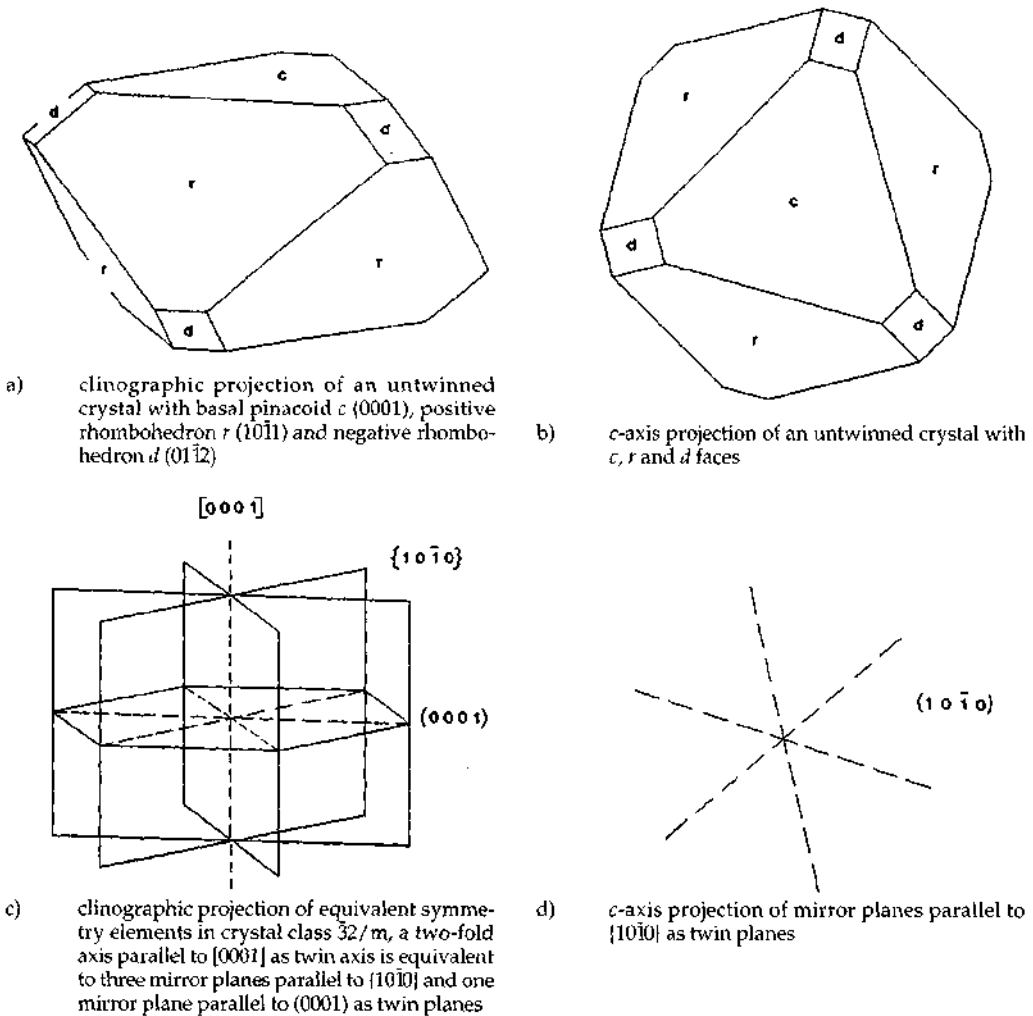 c
d
d
r
r
r
d
a) clinographic projection of an untwinned
crystal with basal pinacoid c (0001), positive
rhombohedron r (101̄1) and negative rhombo-
hedron d (011̄2)
d
r
r
c
d
d
r
b) c-axis projection of an untwinned crystal with
c, r and d faces
[0001]
{101̄0}
(0001)
c) clinographic projection of equivalent symme-
try elements in crystal class 3̄2/m, a two-fold
axis parallel to [0001] as twin axis is equivalent
to three mirror planes parallel to {101̄0} and one
mirror plane parallel to (0001) as twin planes
(101̄0)
d) c-axis projection of mirror planes parallel to
{101̄0} as twin planes